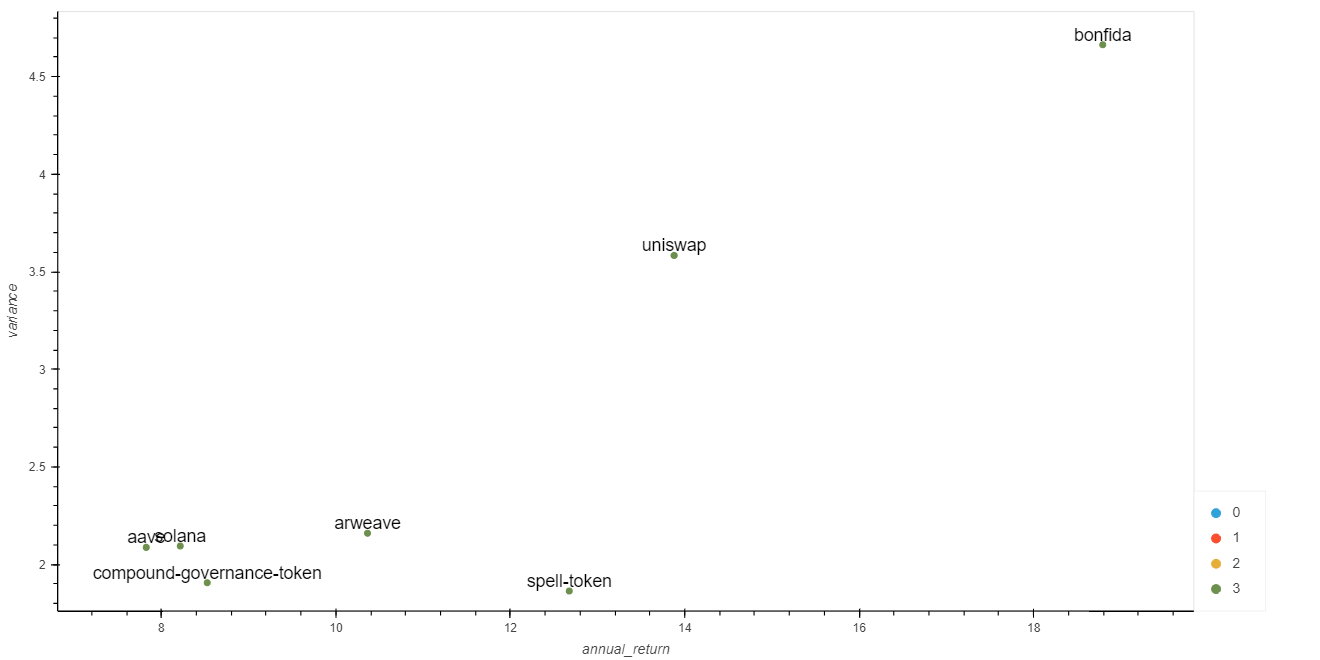 bonfida
4.5
4
uniswap
3.5
variance
3
2.5
arweave
aave
solana
compound-governance-token
spell-token
2
0
1
2
3
8
10
12
14
16
18
annual_return